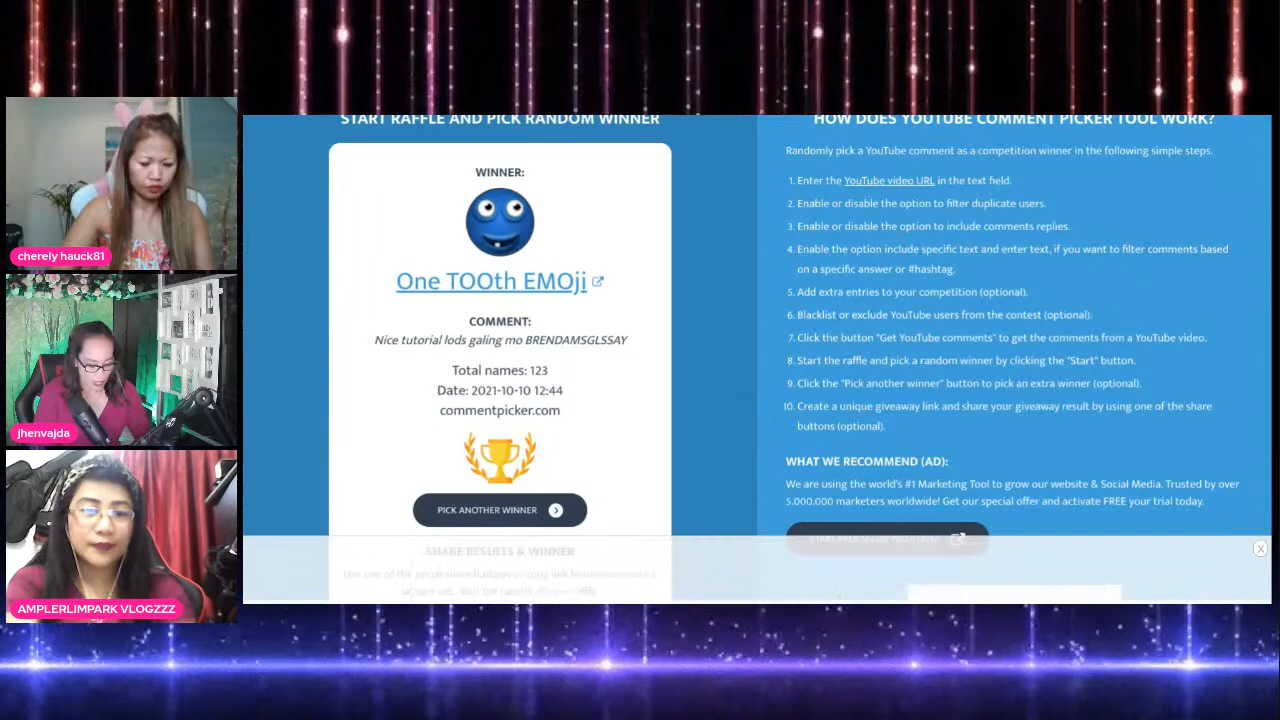 cherely hauck81
jhenvajda
AMPLERLIMPARK VLOGZZZ
START RAFFLE AND PICK RANDOM WINNER
WINNER:
One TOOth EMOji
COMMENT:
Nice tutorial lods galing mo BRENDAMSGLSSAY
Total names: 123
Date: 2021-10-10 12:44
commentpicker.com
PICK ANOTHER WINNER
SHARE RESULTS & WINNER
HOW DOES YOUTUBE COMMENT PICKER TOOL WORK?
Randomly pick a YouTube comment as a competition winner in the following simple steps.
1. Enter the YouTube video URL in the text field.
2. Enable or disable the option to filter duplicate users.
3. Enable or disable the option to include comments replies.
4. Enable the option include specific text and enter text, if you want to filter comments based
on a specific answer or #hashtag.
5. Add extra entries to your competition (optional).
6. Blacklist or exclude YouTube users from the contest (optional).
7. Click the button "Get YouTube comments" to get the comments from a YouTube video.
8. Start the raffle and pick a random winner by clicking the "Start" button.
9. Click the "Pick another winner" button to pick an extra winner (optional).
10. Create a unique giveaway link and share your giveaway result by using one of the share
buttons (optional).
WHAT WE RECOMMEND (AD):
We are using the world's #1 Marketing Tool to grow our website & Social Media. Trusted by over
5.000.000 marketers worldwide! Get our special offer and activate FREE your trial today.